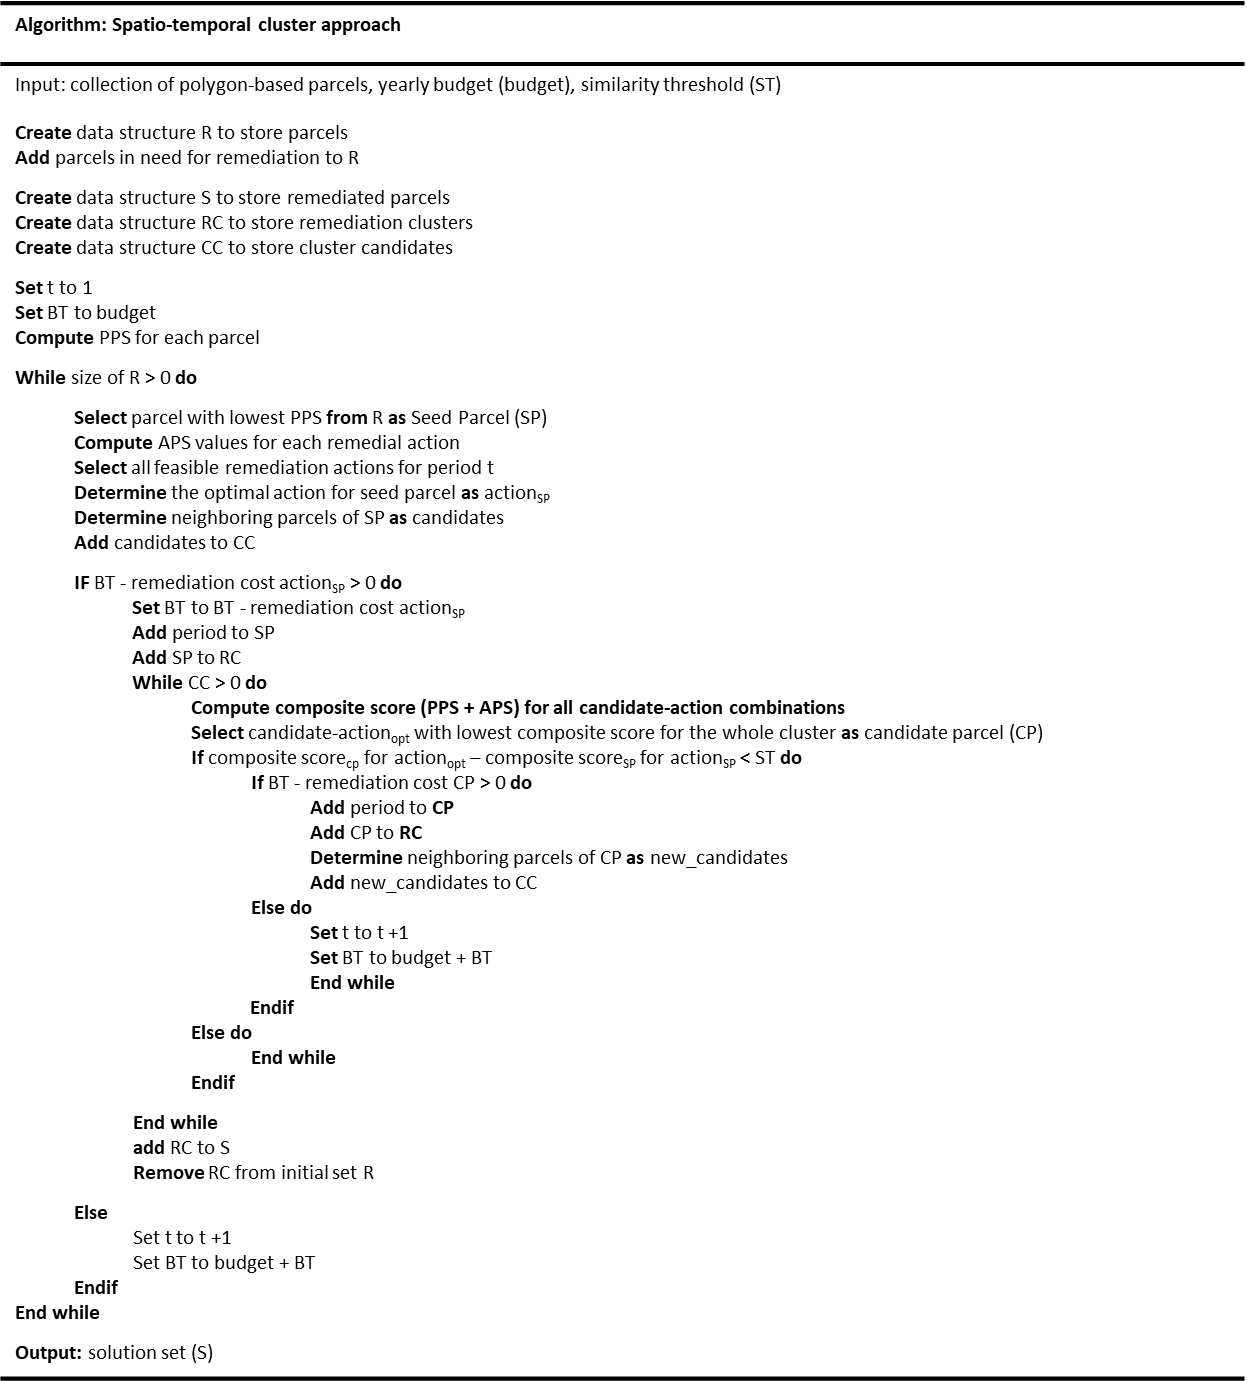 Algorithm: Spatio-temporal cluster approach
Input: collection of polygon-based parcels, yearly budget (budget), similarity threshold (ST)
Create data structure R to store parcels
Add parcels in need for remediation to R
Create data structure S to store remediated parcels
Create data structure RC to store remediation clusters
Create data structure CC to store cluster candidates
Set t to 1
Set BT to budget
Compute PPS for each parcel
While size of R > 0 do
Select parcel with lowest PPS from R as Seed Parcel (SP)
Compute APS values for each remedial action
Select all feasible remediation actions for period t
Determine the optimal action for seed parcel as actionSP
Determine neighboring parcels of SP as candidates
Add candidates to CC
IF BT - remediation cost actionSP > 0 do
Set BT to BT - remediation cost actionSP
Add period to SP
Add SP to RC
While CC > 0 do
Compute composite score (PPS + APS) for all candidate-action combinations
Select candidate-actionopt with lowest composite score for the whole cluster as candidate parcel (CP)
If composite scorecp for actionopt – composite scoreSP for actionSP < ST do
If BT - remediation cost CP > 0 do
Add period to CP
Add CP to RC
Determine neighboring parcels of CP as new_candidates
Add new_candidates to CC
Else do
Set t to t +1
Set BT to budget + BT
End while
Endif
Else do
End while
Endif
End while
add RC to S
Remove RC from initial set R
Else
Set t to t +1
Set BT to budget + BT
Endif
End while
Output: solution set (S)